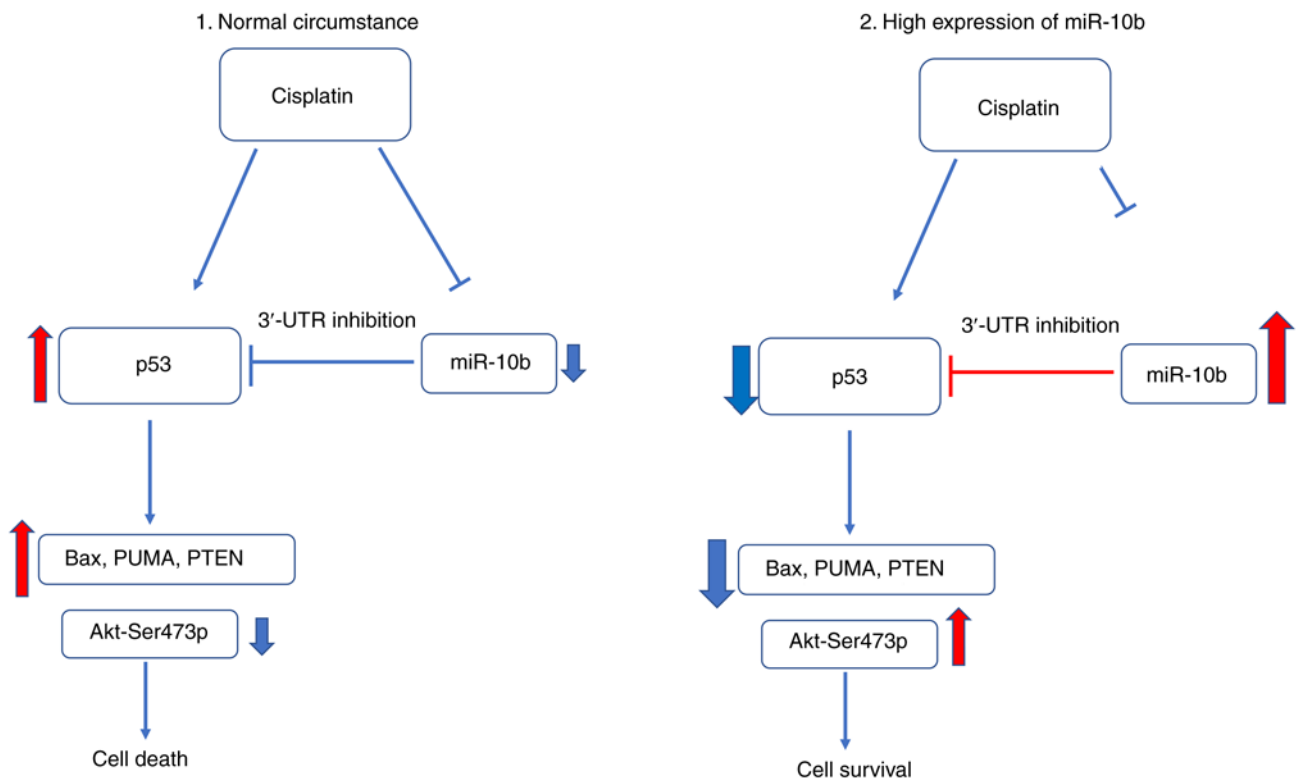 1. Normal circumstance
Cisplatin
3′-UTR inhibition
p53
miR-10b
Bax, PUMA, PTEN
Akt-Ser473p
Cell death
2. High expression of miR-10b
Cisplatin
3′-UTR inhibition
p53
miR-10b
Bax, PUMA, PTEN
Akt-Ser473p
Cell survival